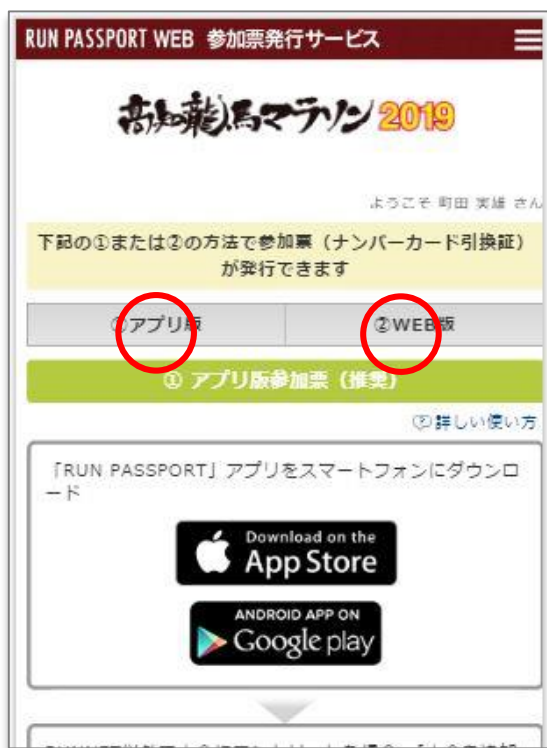 RUN PASSPORT WEB 参加票発行サービス
高知龍馬マラソン2019
ようこそ 町田 実雄 さん
下記の①または②の方法で参加票（ナンバーカード引換証）
が発行できます
①アプリ版
②WEB版
① アプリ版参加票（推奨）
詳しい使い方
「RUN PASSPORT」アプリをスマートフォンにダウンロ
ード
Download on the
App Store
ANDROID APP ON
Google play